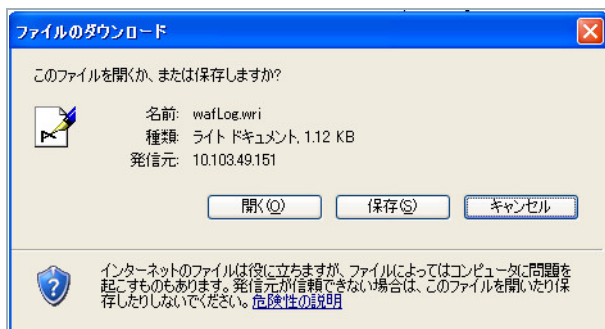 ファイルのダウンロード
このファイルを開くか、または保存しますか?
名前: wafLog.wri
種類: ライト ドキュメント, 1.12 KB
発信元: 10.103.49.151
開く(O) 保存(S) キャンセル
インターネットのファイルは役に立ちますが、ファイルによってはコンピュータに問題を
起こすものもあります。発信元が信頼できない場合は、このファイルを開いたり保
存したりしないでください。危険性の説明